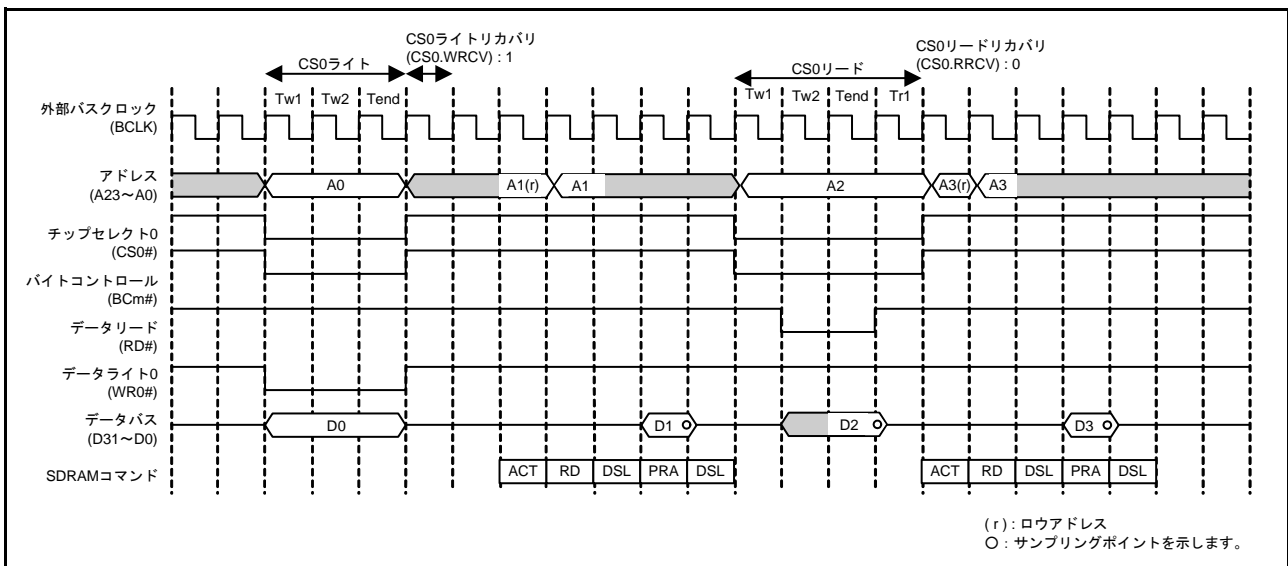 CS0ライトリカバリ
(CS0.WRCV) : 1
CS0リードリカバリ
(CS0.RRCV) : 0
CS0ライト
CS0リード
Tw1 Tw2 Tend Tw1 Tw2 Tend Tr1
外部バスクロック
(BCLK)
アドレス
(A23～A0)
A0 A1(r) A1 A2 A3(r) A3
チップセレクト0
(CS0#)
バイトコントロール
(BCm#)
データリード
(RD#)
データライト0
(WR0#)
データバス
(D31～D0)
D0 D1 D2 D3
SDRAMコマンド
ACT RD DSL PRA DSL ACT RD DSL PRA DSL
( r ) : ロウアドレス
○ : サンプリングポイントを示します。